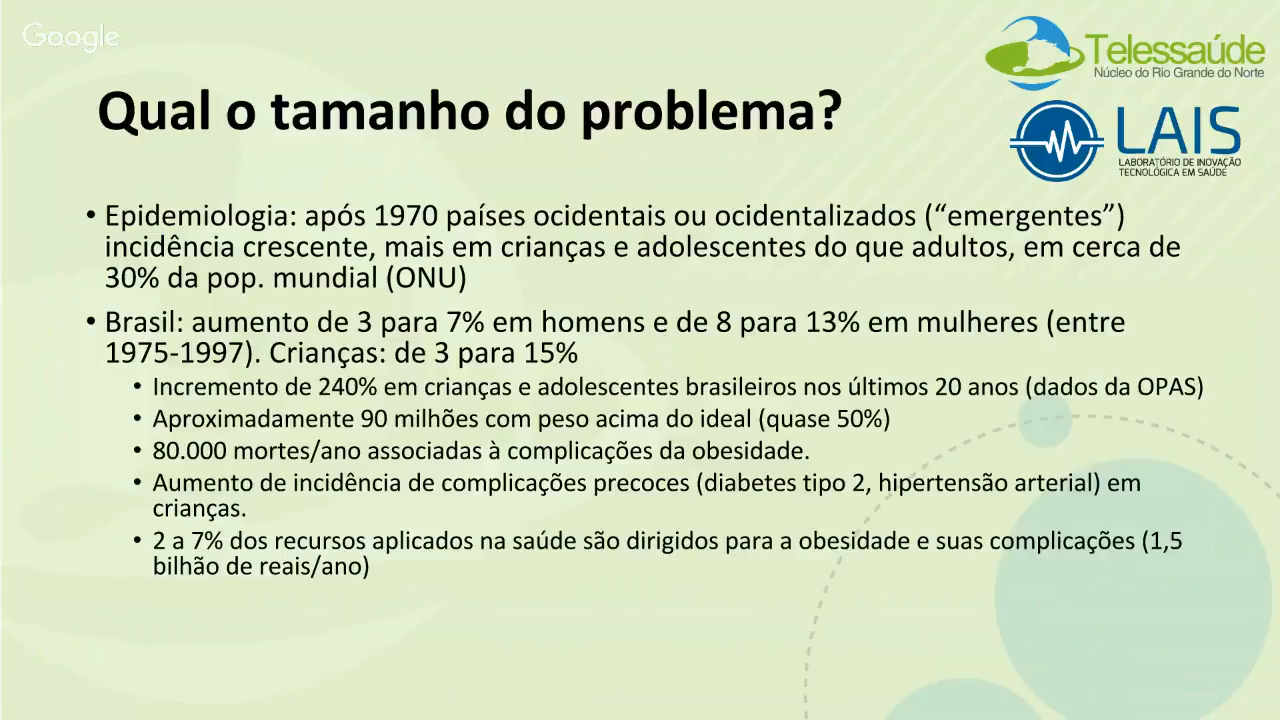 Google
Telessaúde
Núcleo do Rio Grande do Norte
LAIS
LABORATÓRIO DE INOVAÇÃO
TECNOLÓGICA EM SAÚDE
Qual o tamanho do problema?
• Epidemiologia: após 1970 países ocidentais ou ocidentalizados (“emergentes”)
incidência crescente, mais em crianças e adolescentes do que adultos, em cerca de
30% da pop. mundial (ONU)
• Brasil: aumento de 3 para 7% em homens e de 8 para 13% em mulheres (entre
1975-1997). Crianças: de 3 para 15%
• Incremento de 240% em crianças e adolescentes brasileiros nos últimos 20 anos (dados da OPAS)
• Aproximadamente 90 milhões com peso acima do ideal (quase 50%)
• 80.000 mortes/ano associadas à complicações da obesidade.
• Aumento de incidência de complicações precoces (diabetes tipo 2, hipertensão arterial) em
crianças.
• 2 a 7% dos recursos aplicados na saúde são dirigidos para a obesidade e suas complicações (1,5
bilhão de reais/ano)